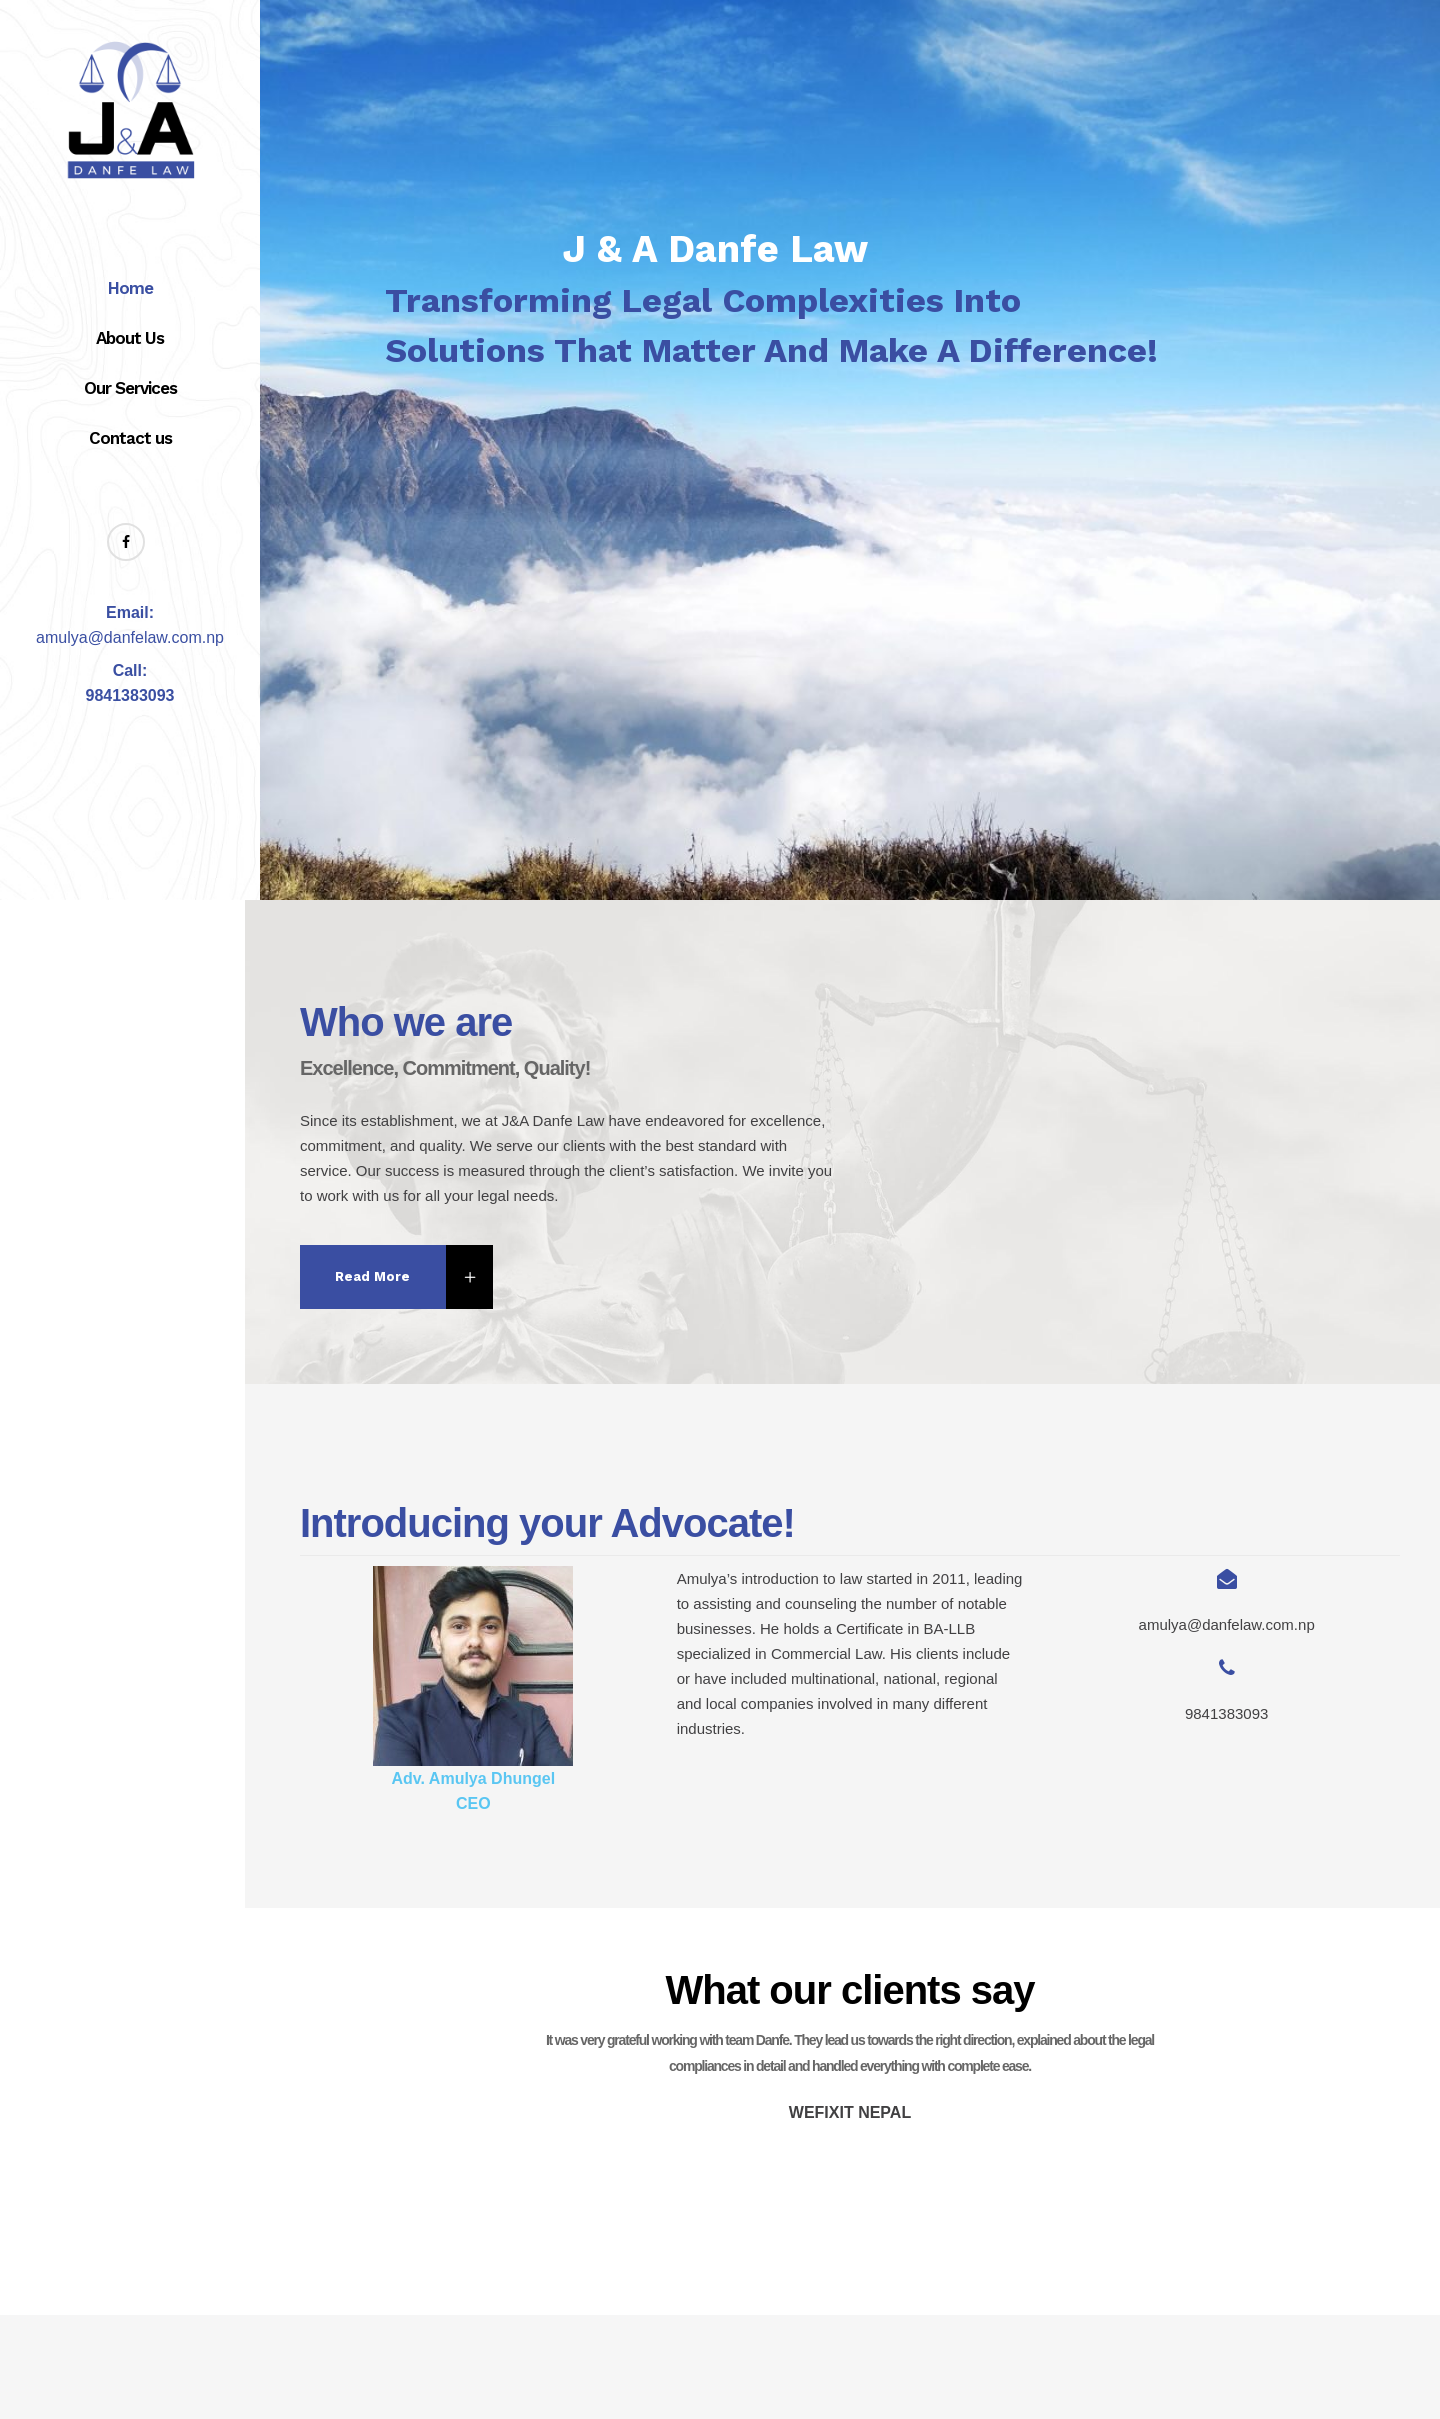 J&A
DANFE LAW
Home
About Us
Our Services
Contact us
Email:
amulya@danfelaw.com.np
Call:
9841383093
J & A Danfe Law
Transforming Legal Complexities Into
Solutions That Matter And Make A Difference!
Who we are
Excellence, Commitment, Quality!
Since its establishment, we at J&A Danfe Law have endeavored for excellence,
commitment, and quality. We serve our clients with the best standard with
service. Our success is measured through the client’s satisfaction. We invite you
to work with us for all your legal needs.
Read More
Introducing your Advocate!
Adv. Amulya Dhungel
CEO
Amulya’s introduction to law started in 2011, leading
to assisting and counseling the number of notable
businesses. He holds a Certificate in BA-LLB
specialized in Commercial Law. His clients include
or have included multinational, national, regional
and local companies involved in many different
industries.
amulya@danfelaw.com.np
9841383093
What our clients say
It was very grateful working with team Danfe. They lead us towards the right direction, explained about the legal
compliances in detail and handled everything with complete ease.
WEFIXIT NEPAL